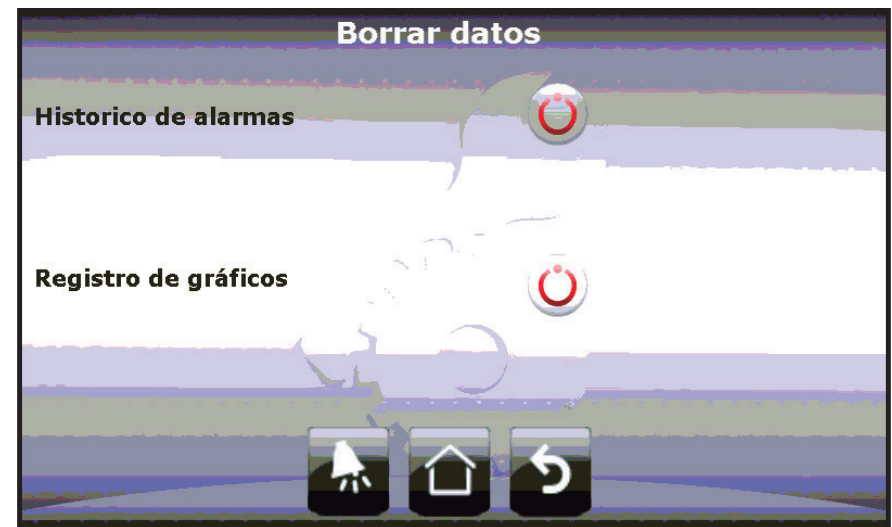 Borrar datos
Historico de alarmas
Registro de gráficos